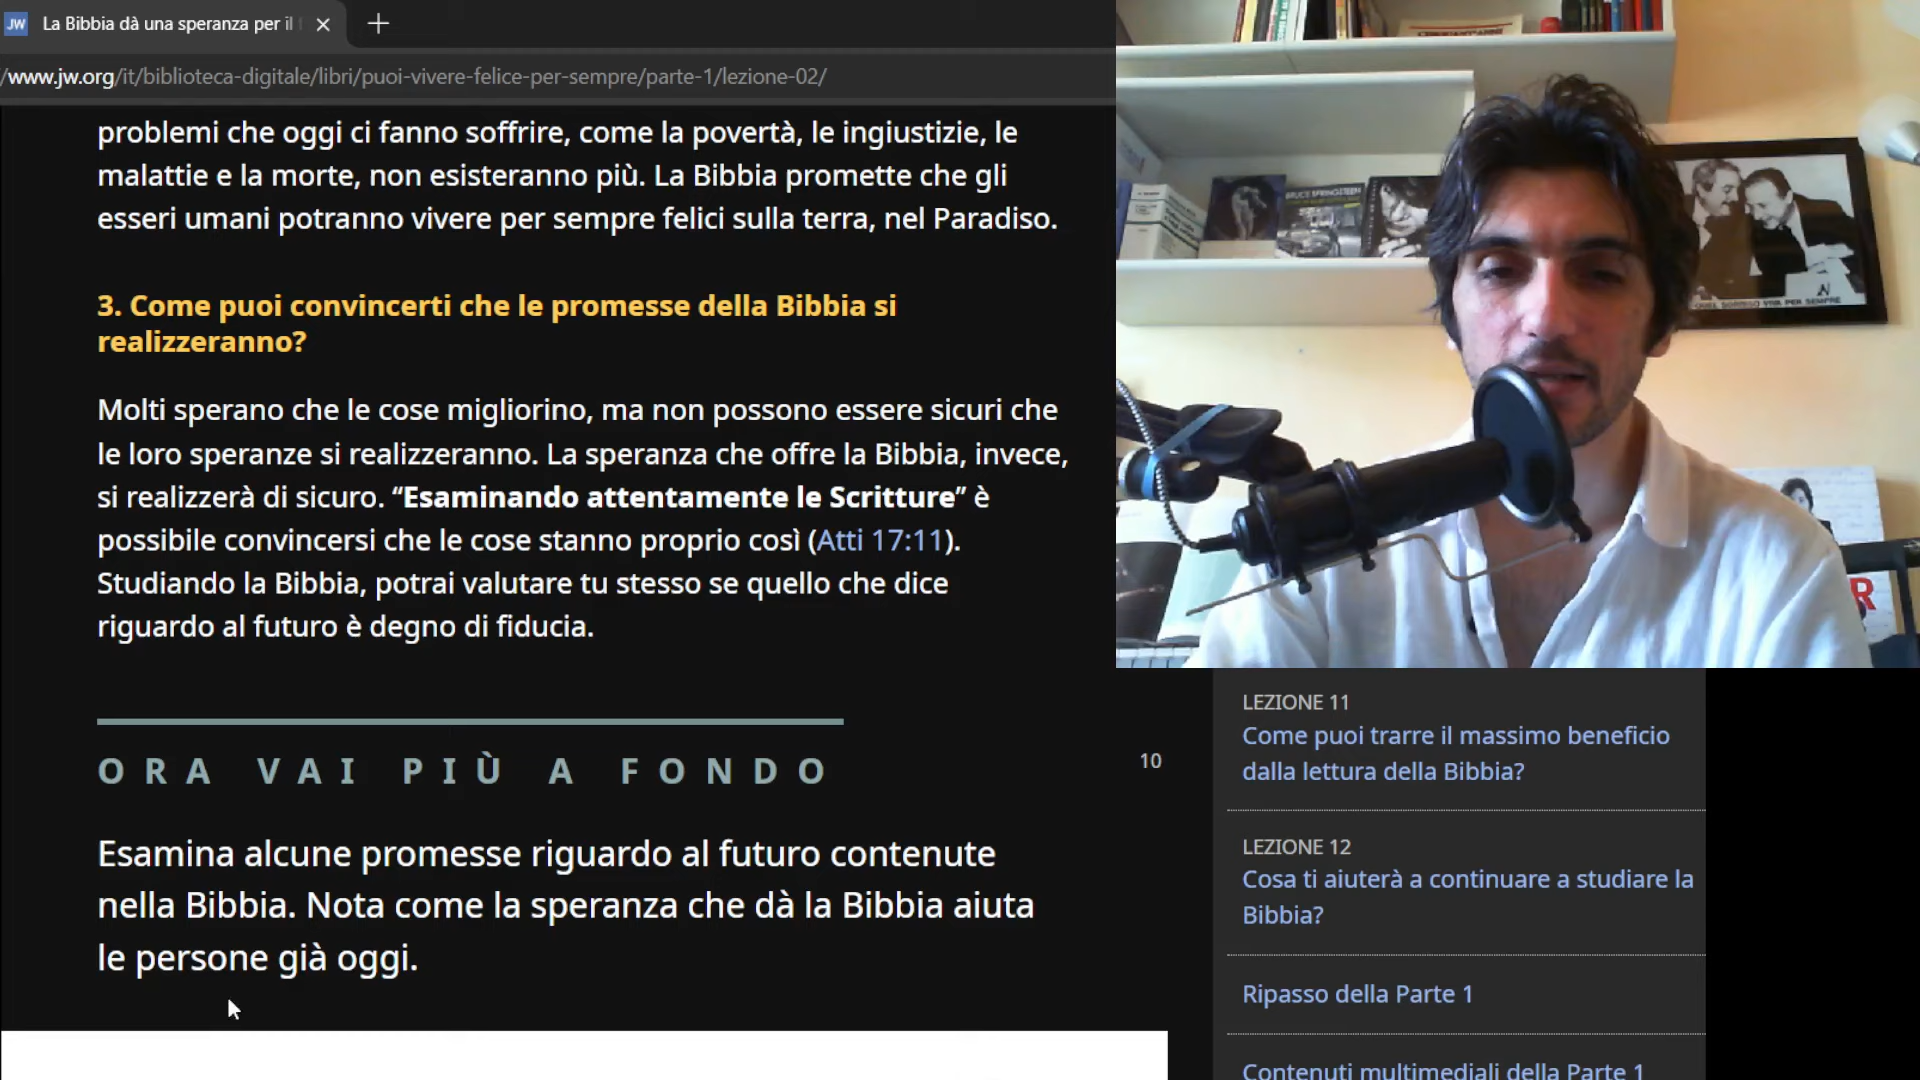 JW La Bibbia dà una speranza per il
/www.jw.org/it/biblioteca-digitale/libri/puoi-vivere-felice-per-sempre/parte-1/lezione-02/
problemi che oggi ci fanno soffrire, come la povertà, le ingiustizie, le
malattie e la morte, non esisteranno più. La Bibbia promette che gli
esseri umani potranno vivere per sempre felici sulla terra, nel Paradiso.
3. Come puoi convincerti che le promesse della Bibbia si
realizzeranno?
Molti sperano che le cose migliorino, ma non possono essere sicuri che
le loro speranze si realizzeranno. La speranza che offre la Bibbia, invece,
si realizzerà di sicuro. “Esaminando attentamente le Scritture” è
possibile convincersi che le cose stanno proprio così (Atti 17:11).
Studiando la Bibbia, potrai valutare tu stesso se quello che dice
riguardo al futuro è degno di fiducia.
ORA VAI PIÙ A FONDO
10
Esamina alcune promesse riguardo al futuro contenute
nella Bibbia. Nota come la speranza che dà la Bibbia aiuta
le persone già oggi.
BRUCE SPRINGSTEEN
SORRISO VIVA PER SEMPRE
R
LEZIONE 11
Come puoi trarre il massimo beneficio
dalla lettura della Bibbia?
LEZIONE 12
Cosa ti aiuterà a continuare a studiare la
Bibbia?
Ripasso della Parte 1
Contenuti multimediali della Parte 1